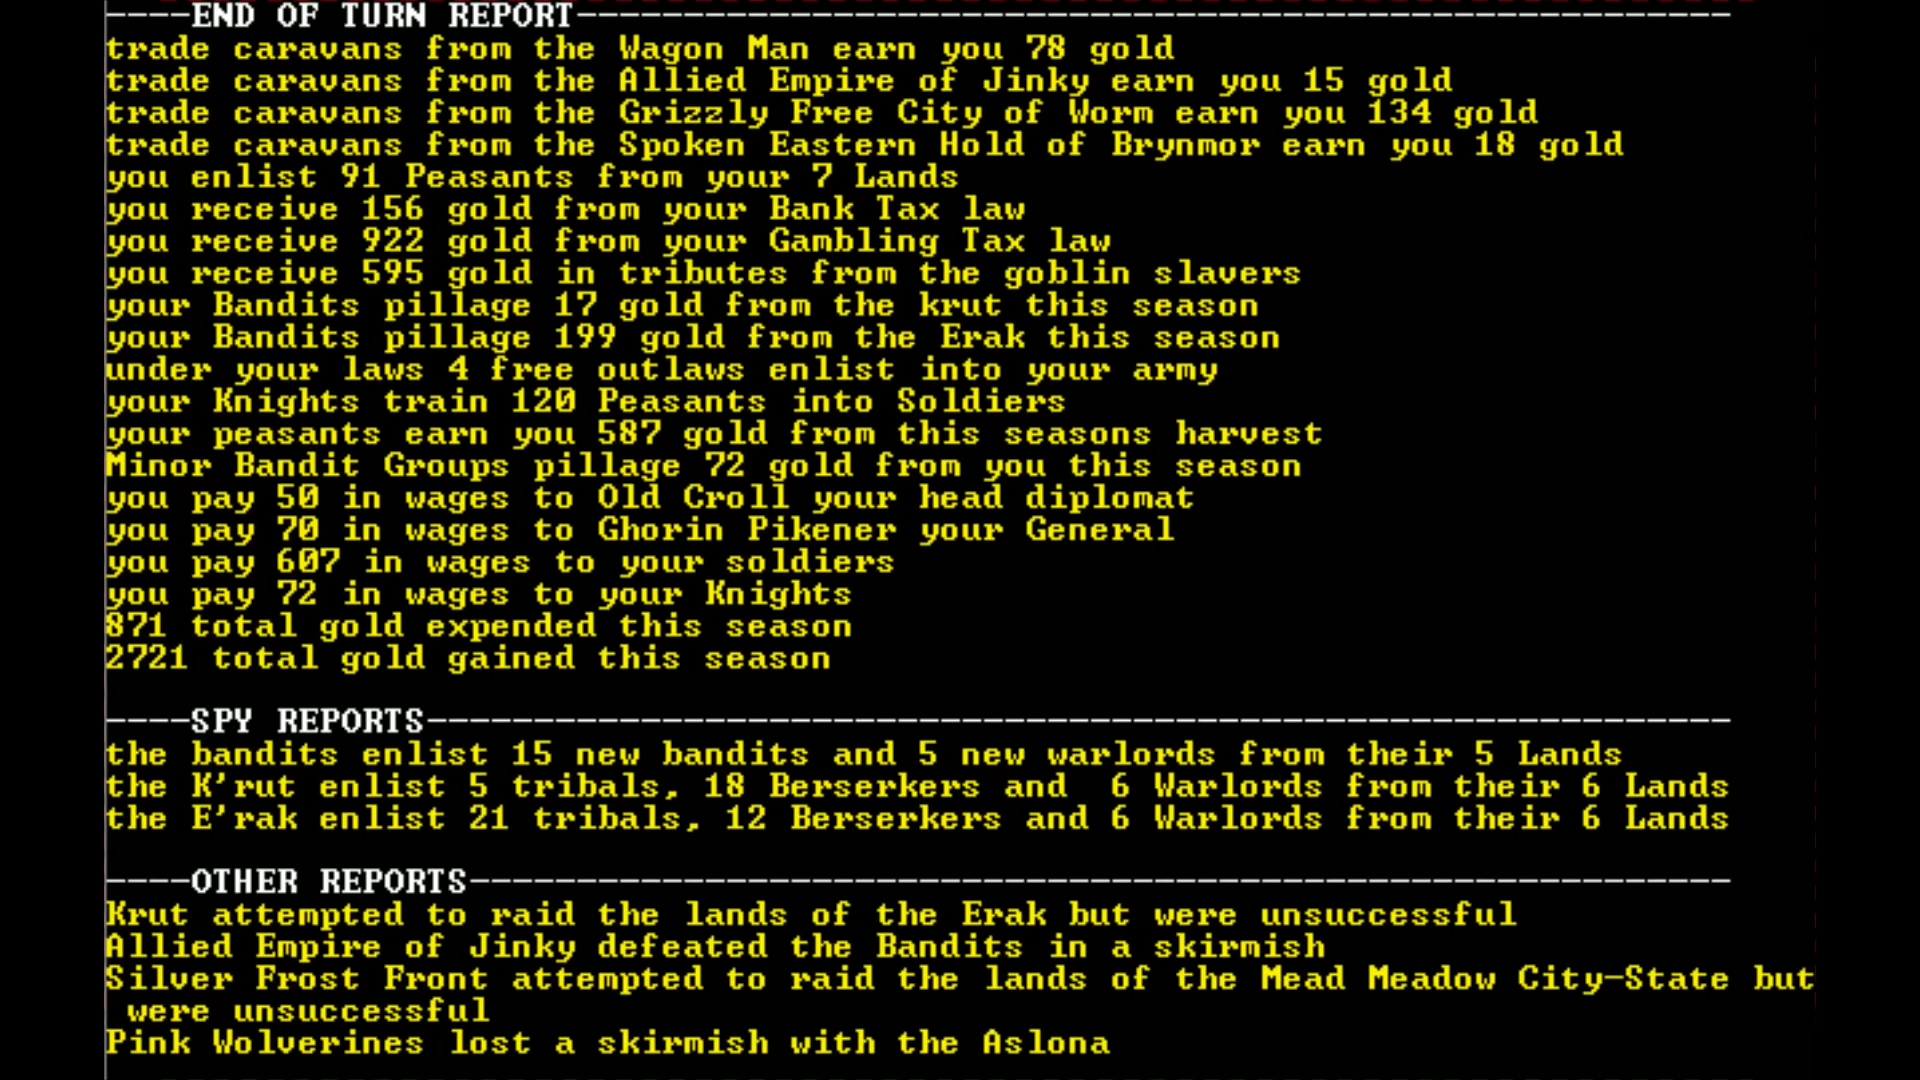 ----END OF TURN REPORT------------------------------------------------------
trade caravans from the Wagon Man earn you 78 gold
trade caravans from the Allied Empire of Jinky earn you 15 gold
trade caravans from the Grizzly Free City of Worm earn you 134 gold
trade caravans from the Spoken Eastern Hold of Brynmor earn you 18 gold
you enlist 91 Peasants from your 7 Lands
you receive 156 gold from your Bank Tax law
you receive 922 gold from your Gambling Tax law
you receive 595 gold in tributes from the goblin slavers
your Bandits pillage 17 gold from the krut this season
your Bandits pillage 199 gold from the Erak this season
under your laws 4 free outlaws enlist into your army
your Knights train 120 Peasants into Soldiers
your peasants earn you 587 gold from this seasons harvest
Minor Bandit Groups pillage 72 gold from you this season
you pay 50 in wages to Old Croll your head diplomat
you pay 70 in wages to Ghorin Pikener your General
you pay 607 in wages to your soldiers
you pay 72 in wages to your Knights
871 total gold expended this season
2721 total gold gained this season
----SPY REPORTS-------------------------------------------------------------
the bandits enlist 15 new bandits and 5 new warlords from their 5 Lands
the K'rut enlist 5 tribals, 18 Berserkers and  6 Warlords from their 6 Lands
the E'rak enlist 21 tribals, 12 Berserkers and 6 Warlords from their 6 Lands
----OTHER REPORTS-----------------------------------------------------------
Krut attempted to raid the lands of the Erak but were unsuccessful
Allied Empire of Jinky defeated the Bandits in a skirmish
Silver Frost Front attempted to raid the lands of the Mead Meadow City-State but
were unsuccessful
Pink Wolverines lost a skirmish with the Aslona